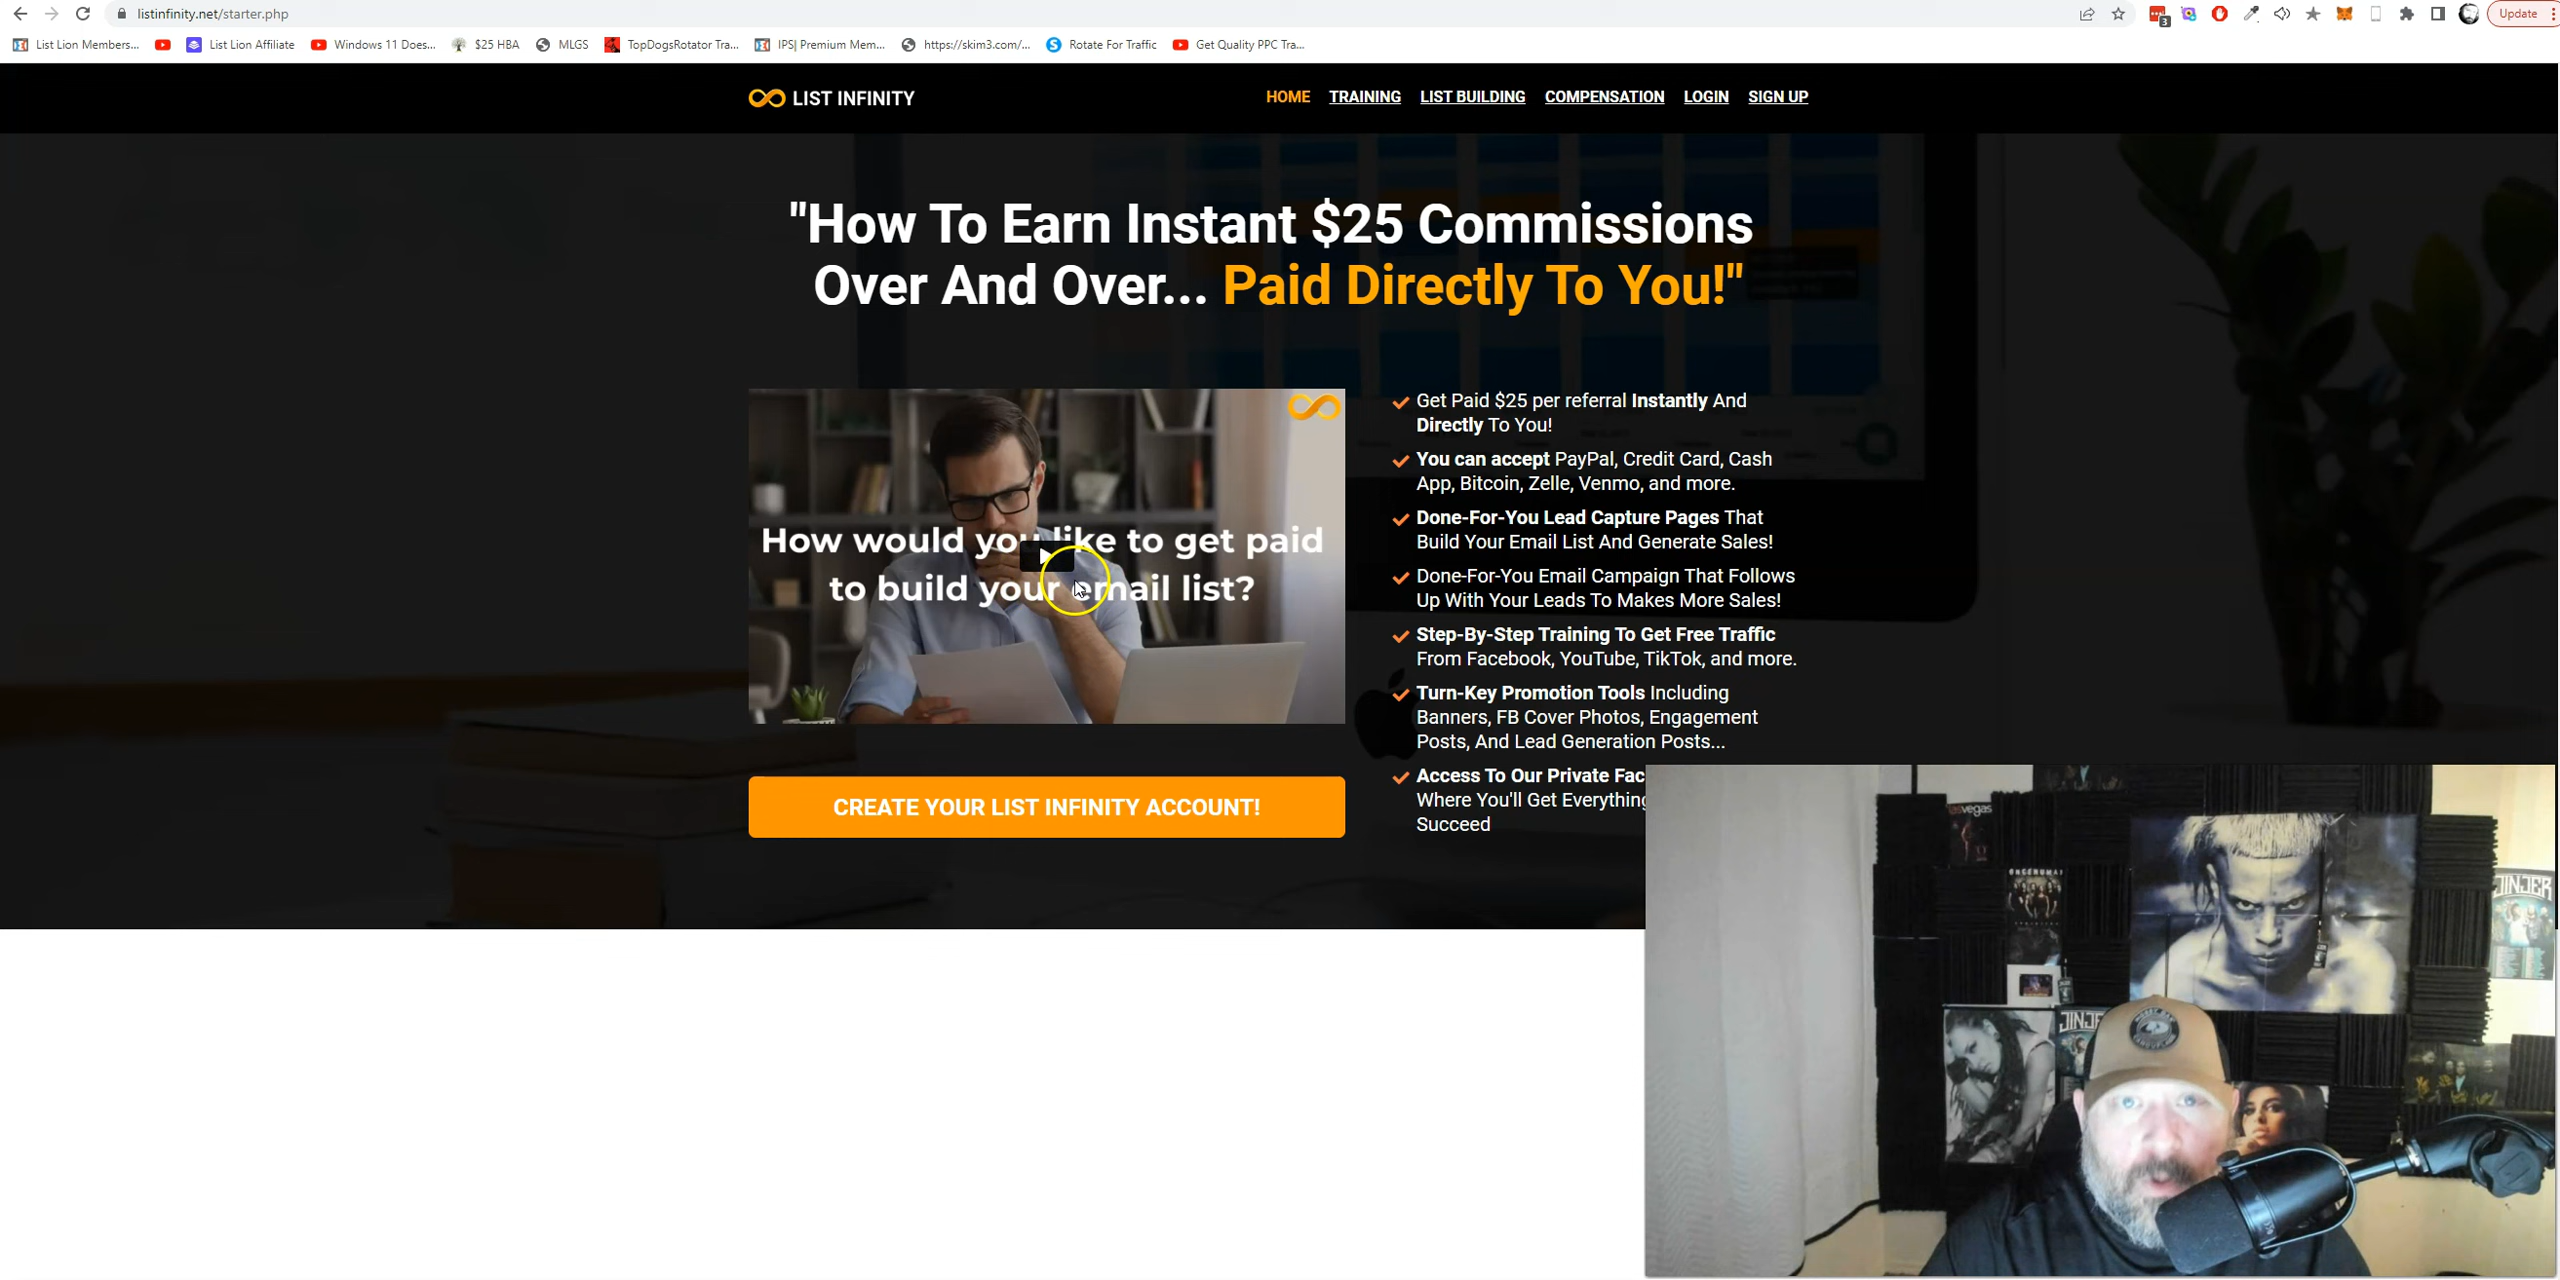 listinfinity.net/starter.php
Update
List Lion Members...
List Lion Affiliate
Windows 11 Does...
$25 HBA
MLGS
TopDogsRotator Tra...
IPS| Premium Mem...
https://skim3.com/...
Rotate For Traffic
Get Quality PPC Tra...
LIST INFINITY
HOME TRAINING LIST BUILDING COMPENSATION LOGIN SIGN UP
"How To Earn Instant $25 Commissions
Over And Over... Paid Directly To You!"
How would you like to get paid
to build your email list?
CREATE YOUR LIST INFINITY ACCOUNT!
Get Paid $25 per referral Instantly And
Directly To You!
You can accept PayPal, Credit Card, Cash
App, Bitcoin, Zelle, Venmo, and more.
Done-For-You Lead Capture Pages That
Build Your Email List And Generate Sales!
Done-For-You Email Campaign That Follows
Up With Your Leads To Makes More Sales!
Step-By-Step Training To Get Free Traffic
From Facebook, YouTube, TikTok, and more.
Turn-Key Promotion Tools Including
Banners, FB Cover Photos, Engagement
Posts, And Lead Generation Posts...
Access To Our Private Fac
Where You'll Get Everything
Succeed
vegas
JINJER
JINJE